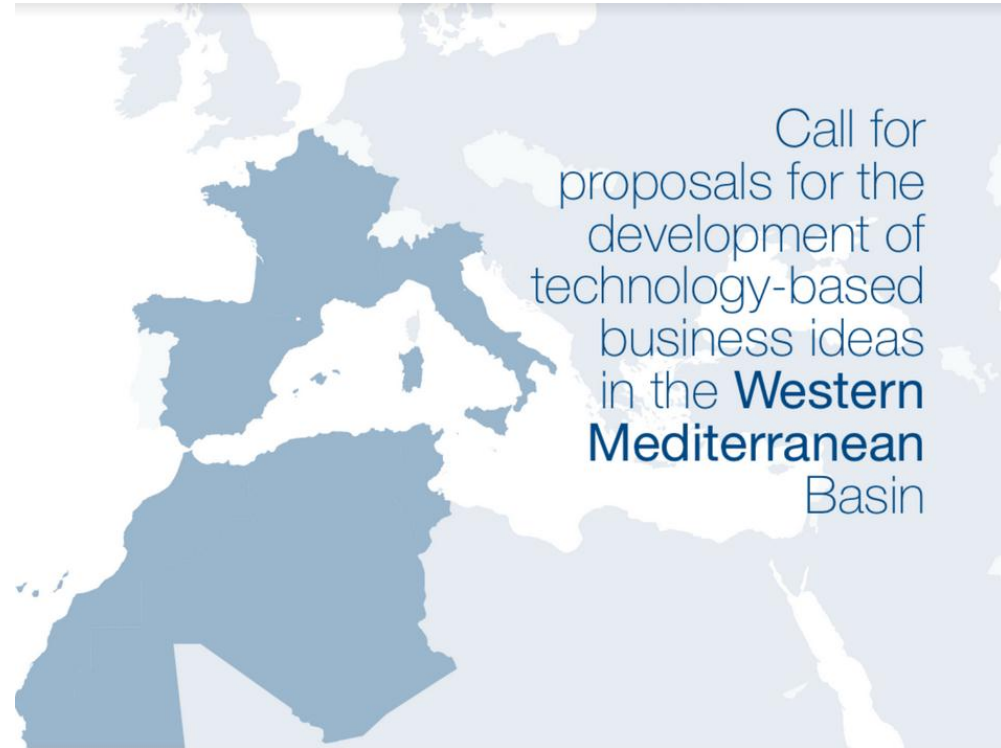 Call for
proposals for the
development of
technology-based
business ideas
in the Western
Mediterranean
Basin